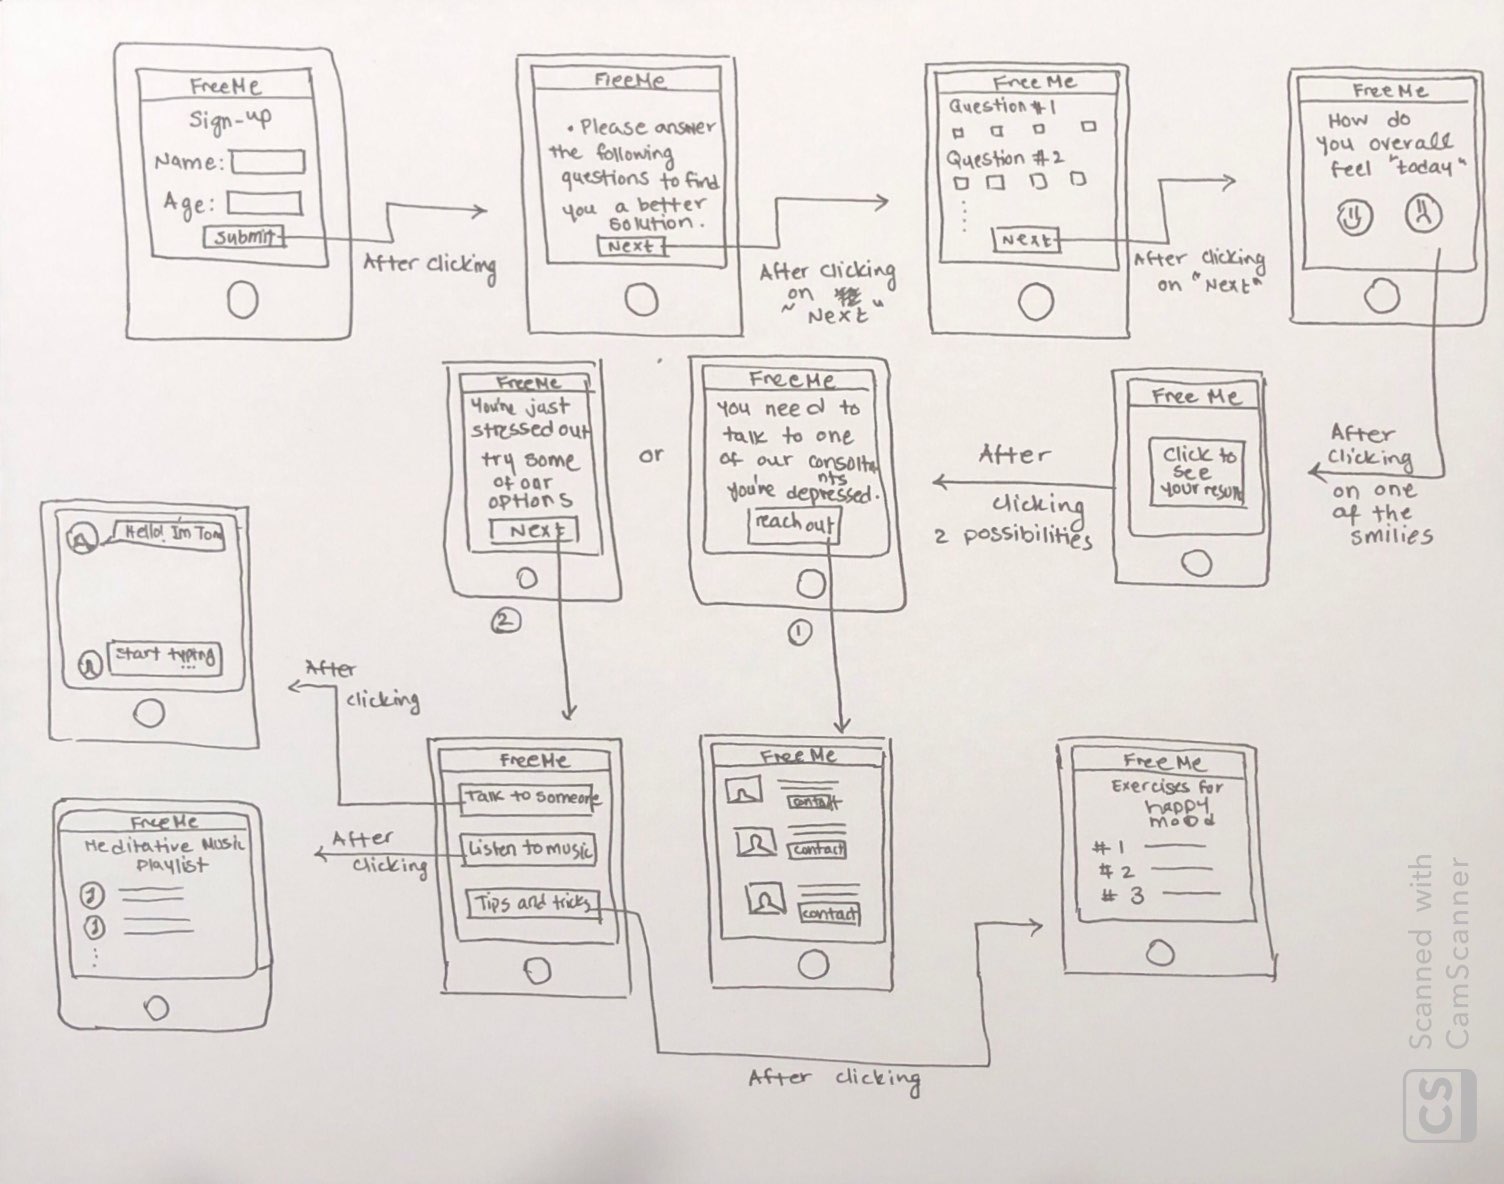 FreeMe
Sign-up
Name:
Age:
Submit
After clicking
FreeMe
• Please answer
the following
questions to find
you a better
solution.
Next
After clicking
on
"Next"
Free Me
Question #1
Question #2
Next
After clicking
on "Next"
Free Me
How do
you overall
feel "today"
After
clicking
on one
of the
smilies
Free Me
Click to
see
your result
After
clicking
2 possibilities
FreeMe
You need to
talk to one
of our consolta
nts
you're depressed.
reach out
1
or
FreeMe
You're just
stressed out
try some
of our
options
Next
2
Hello! I'm Tom
Start typing
...
After
clicking
FreeMe
Talk to someone
Listen to music
Tips and tricks
After
clicking
FreeMe
Meditative Music
Playlist
FreeMe
contact
contact
contact
After clicking
Free Me
Exercises for
happy
mood
# 1
# 2
# 3
Scanned with
CamScanner
CS